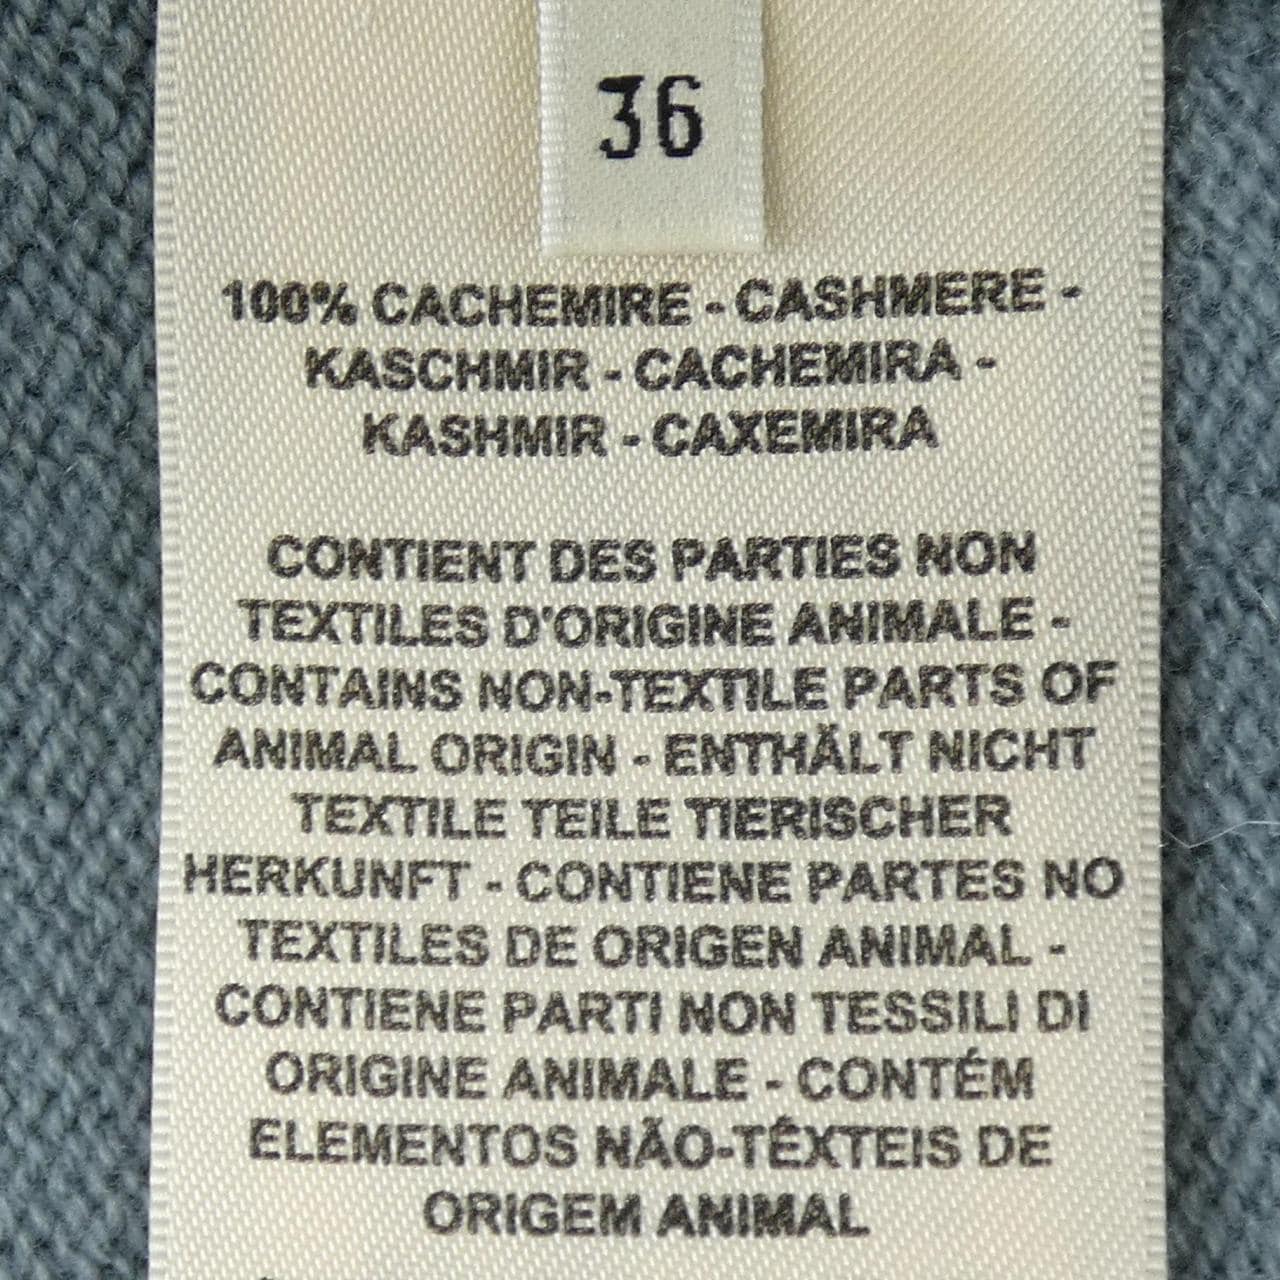 36
100% CACHEMIRE - CASHMERE -
KASCHMIR - CACHEMIRA -
KASHMIR - CAXEMIRA
CONTIENT DES PARTIES NON
TEXTILES D'ORIGINE ANIMALE -
CONTAINS NON-TEXTILE PARTS OF
ANIMAL ORIGIN - ENTHÄLT NICHT
TEXTILE TEILE TIERISCHER
HERKUNFT - CONTIENE PARTES NO
TEXTILES DE ORIGEN ANIMAL -
CONTIENE PARTI NON TESSILI DI
ORIGINE ANIMALE - CONTÉM
ELEMENTOS NÃO-TÊXTEIS DE
ORIGEM ANIMAL